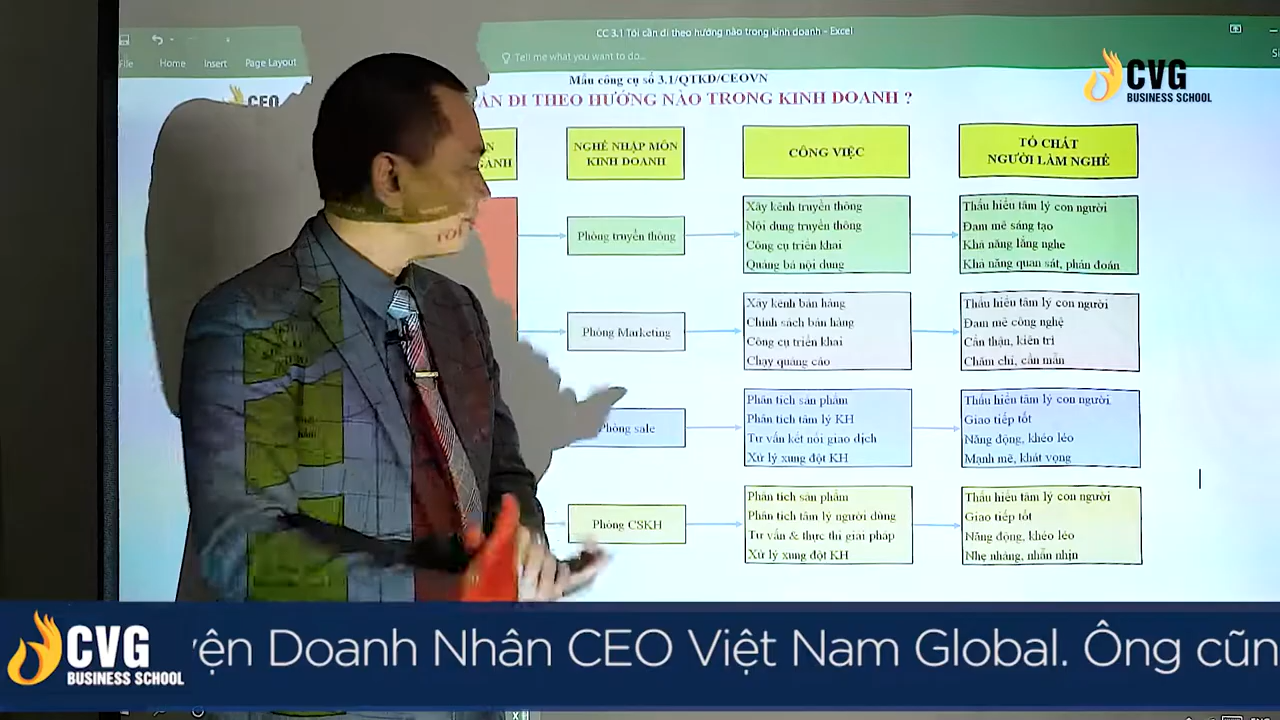 CC 3.1 Tôi cần đi theo hướng nào trong kinh doanh - Excel
File Home Insert Page Layout
Tell me what you want to do...
Mẫu công cụ số 3.1/QTKD/CEOVN
CEO
ẦN ĐI THEO HƯỚNG NÀO TRONG KINH DOANH ?
CVG
BUSINESS SCHOOL
NGHỀ NHẬP MÔN
KINH DOANH
CÔNG VIỆC
TỐ CHẤT
NGƯỜI LÀM NGHỀ
Phòng truyền thông
Xây kênh truyền thông
Nội dung truyền thông
Công cụ triển khai
Quảng bá nội dung
Thấu hiểu tâm lý con người
Đam mê sáng tạo
Khả năng lắng nghe
Khả năng quan sát, phán đoán
Phòng Marketing
Xây kênh bán hàng
Chính sách bán hàng
Công cụ triển khai
Chạy quảng cáo
Thấu hiểu tâm lý con người
Đam mê công nghệ
Cẩn thận, kiên trì
Chăm chỉ, cần mẫn
Phòng sale
Phân tích sản phẩm
Phân tích tâm lý KH
Tư vấn kết nối giao dịch
Xử lý xung đột KH
Thấu hiểu tâm lý con người
Giao tiếp tốt
Năng động, khéo léo
Mạnh mẽ, khát vọng
Phòng CSKH
Phân tích sản phẩm
Phân tích tâm lý người dùng
Tư vấn & thực thi giải pháp
Xử lý xung đột KH
Thấu hiểu tâm lý con người
Giao tiếp tốt
Năng động, khéo léo
Nhẹ nhàng, nhẫn nhịn
CVG
BUSINESS SCHOOL
yện Doanh Nhân CEO Việt Nam Global. Ông cũn